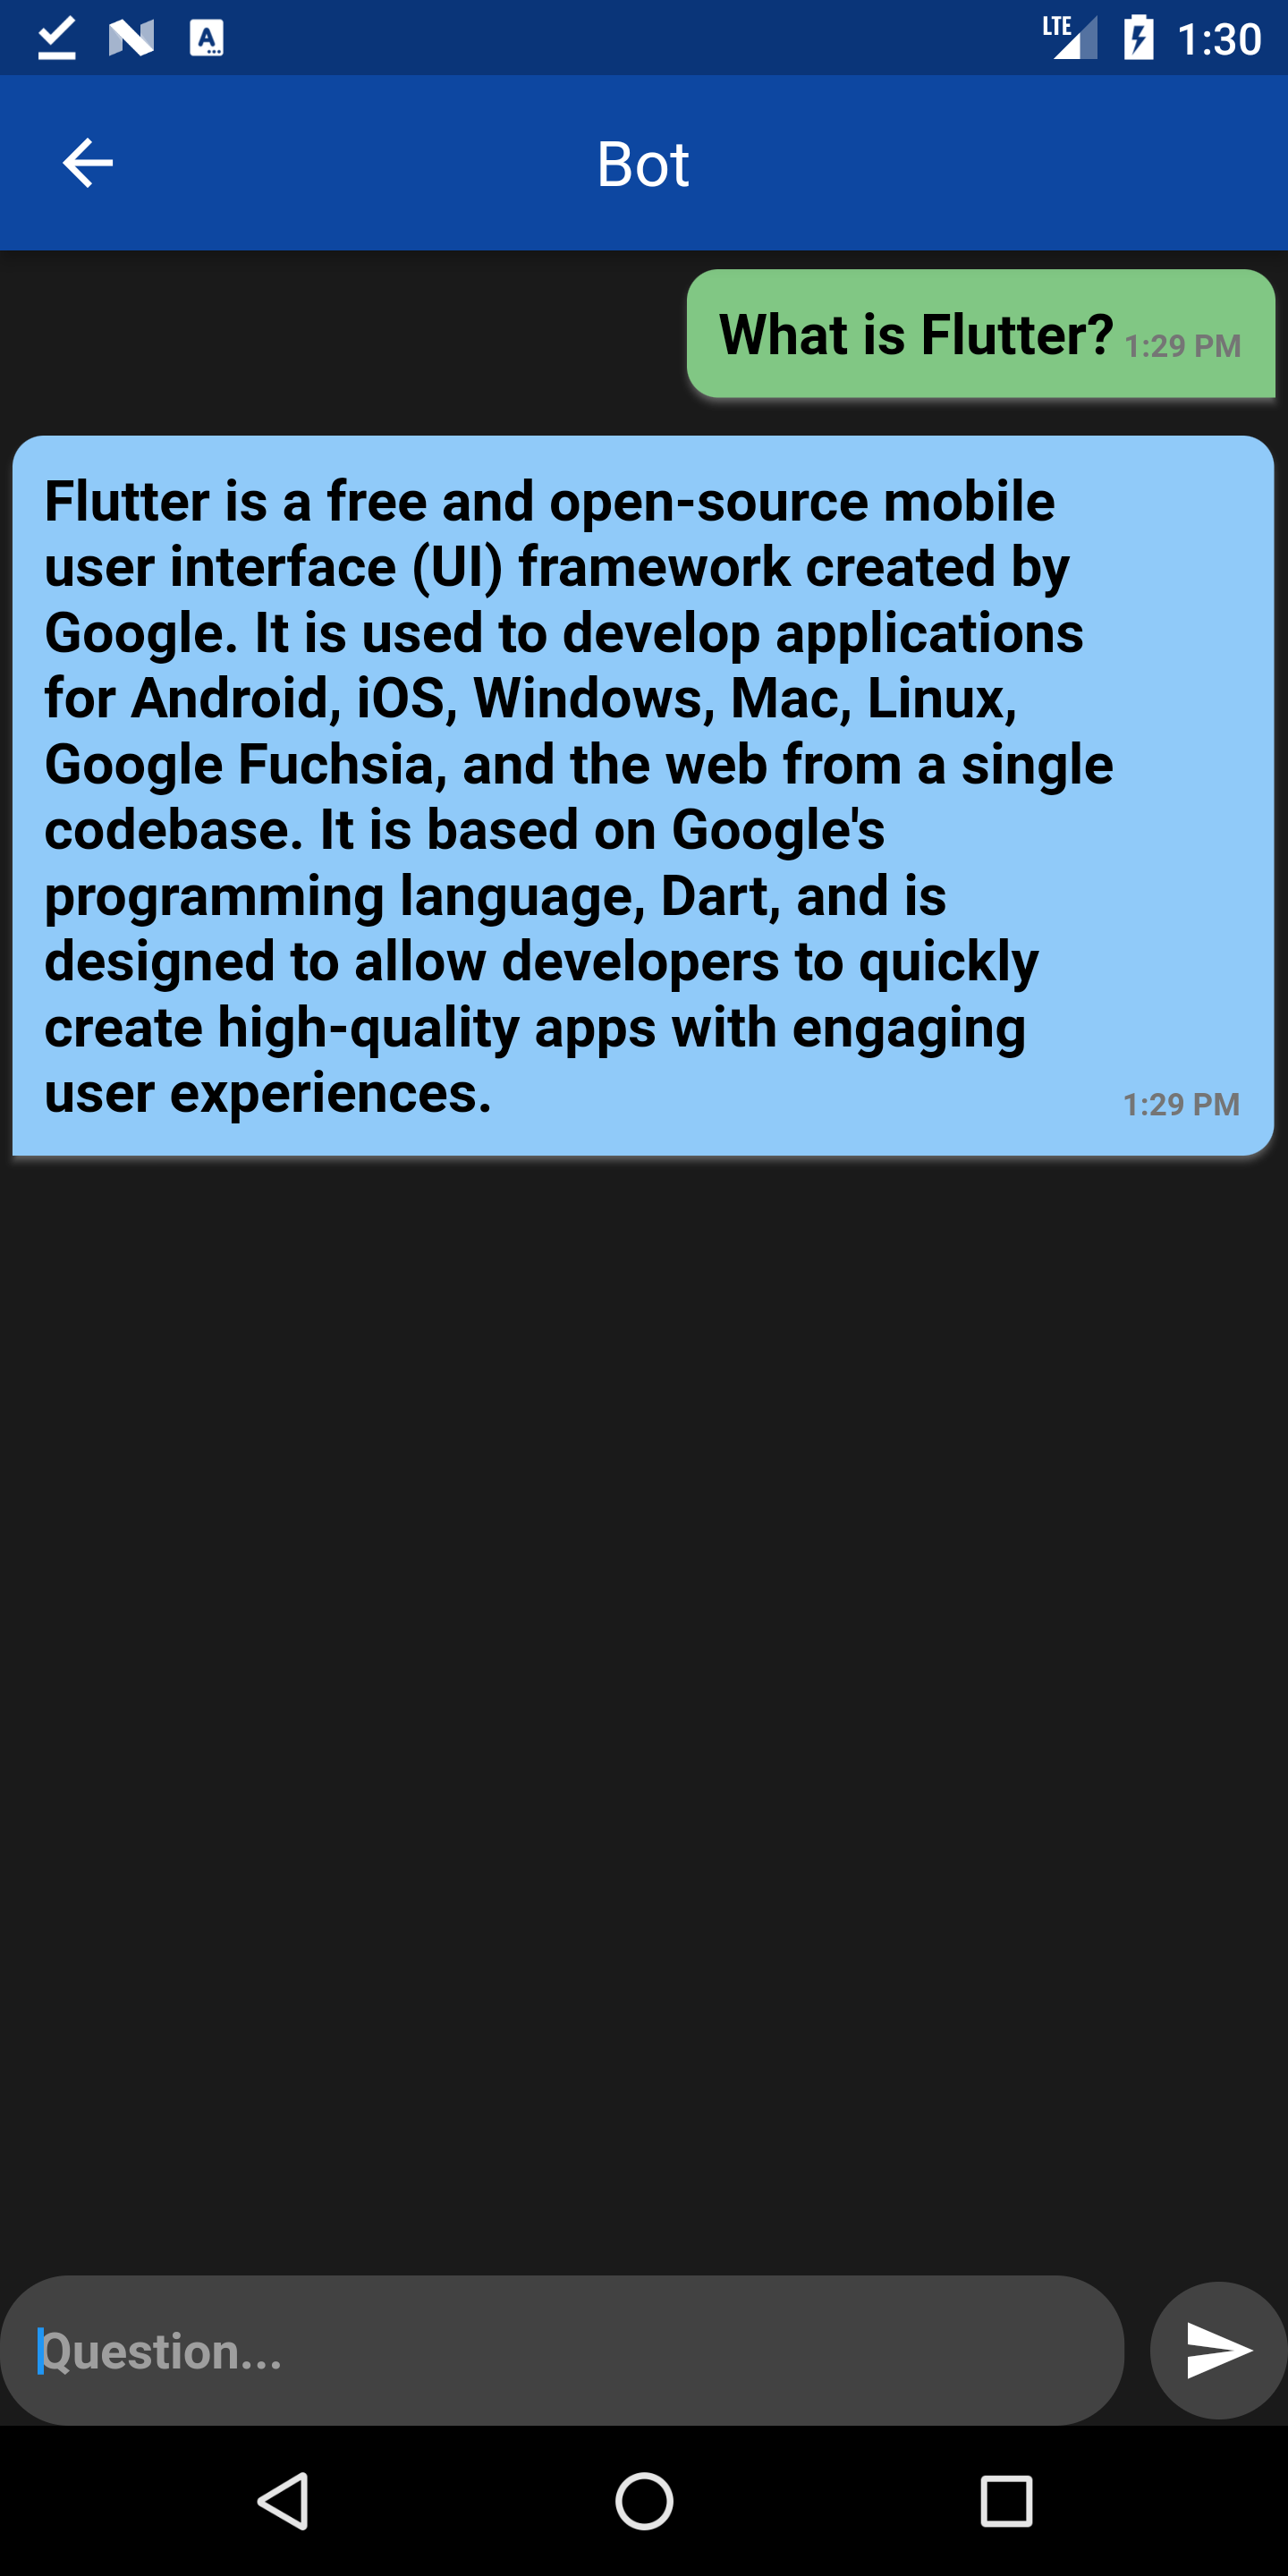 LTE 1:30
Bot
What is Flutter? 1:29 PM
Flutter is a free and open-source mobile
user interface (UI) framework created by
Google. It is used to develop applications
for Android, iOS, Windows, Mac, Linux,
Google Fuchsia, and the web from a single
codebase. It is based on Google's
programming language, Dart, and is
designed to allow developers to quickly
create high-quality apps with engaging
user experiences. 1:29 PM
Question...